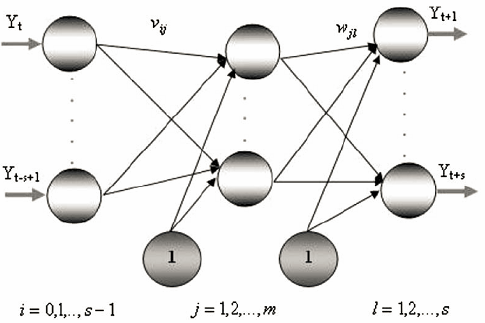 Yt vij wjl Yt+1
Yt-s+1 Yt+s
1 1
i = 0,1,.., s − 1 j = 1,2,...,m l = 1,2,..., s